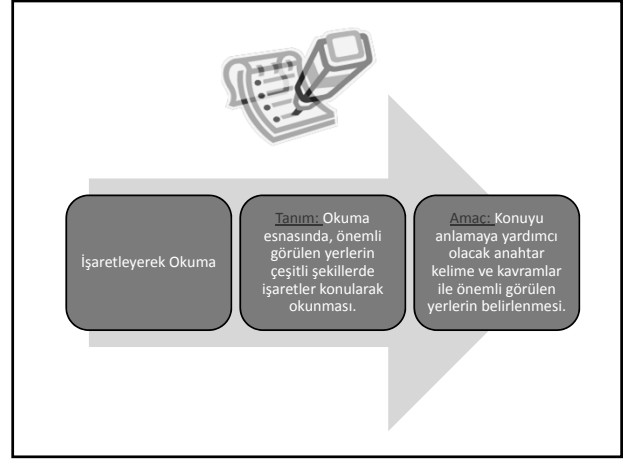 İşaretleyerek Okuma
Tanım: Okuma
esnasında, önemli
görülen yerlerin
çeşitli şekillerde
işaretler konularak
okunması.
Amaç: Konuyu
anlamaya yardımcı
olacak anahtar
kelime ve kavramlar
ile önemli görülen
yerlerin belirlenmesi.